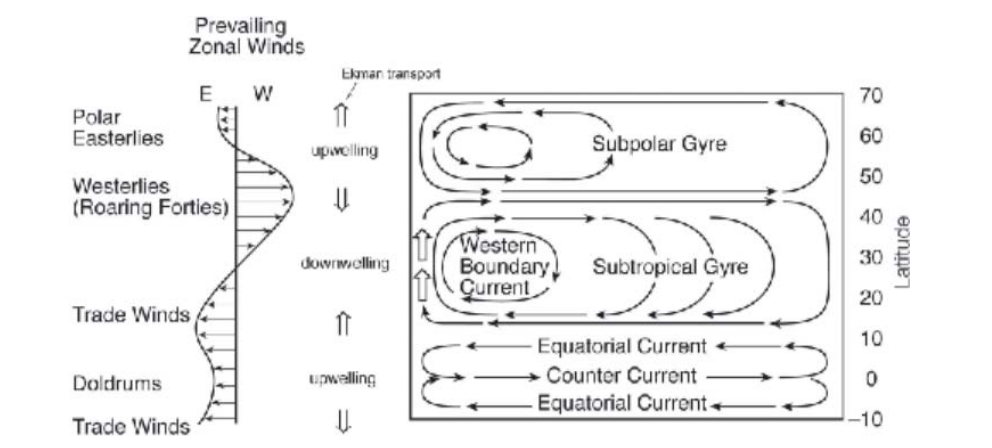 Prevailing
Zonal Winds
Ekman transport
E W
70
Polar
Easterlies
60
upwelling
Subpolar Gyre
50
Westerlies
(Roaring Forties)
40
Western
Boundary
Current
downwelling
Subtropical Gyre
30
Latitude
20
Trade Winds
10
Equatorial Current
Doldrums
upwelling
Counter Current
0
Equatorial Current
Trade Winds
–10